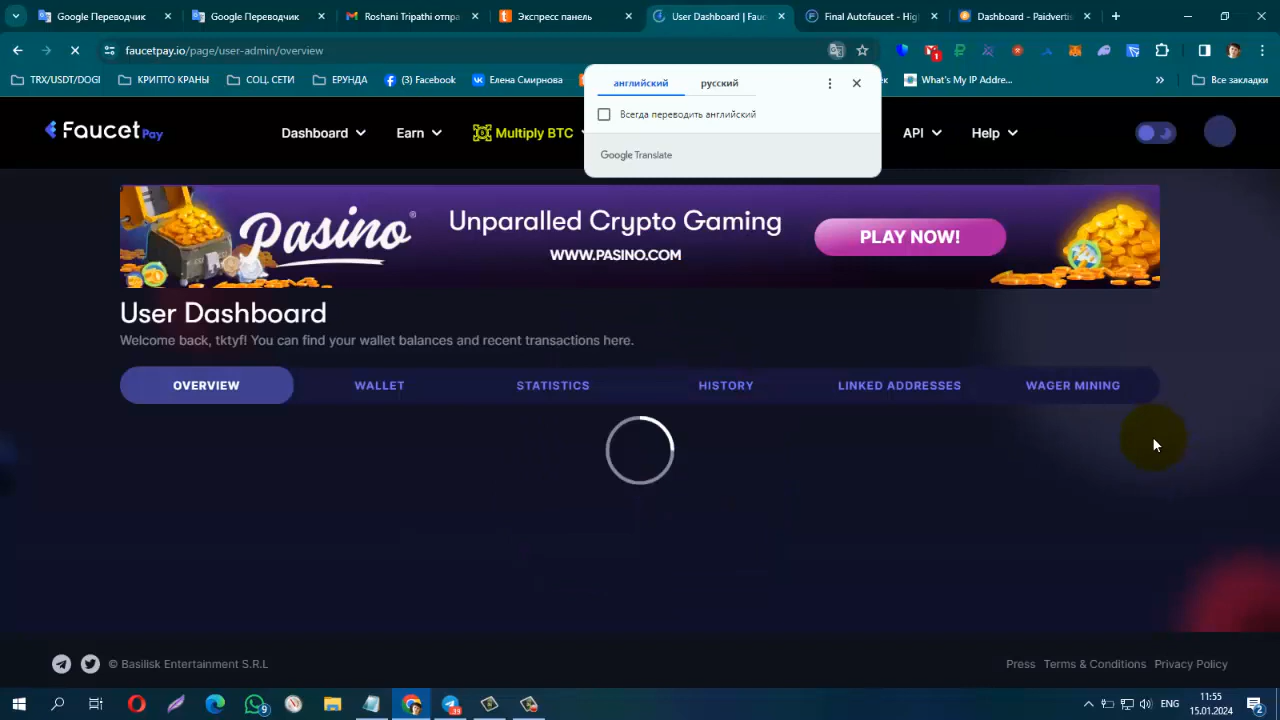 Google Переводчик
Google Переводчик
Roshani Tripathi отпра
Экспресс панель
User Dashboard | Fauc
Final Autofaucet - Hig
Dashboard - Paidvertis
faucetpay.io/page/user-admin/overview
1
TRX/USDT/DOGI
КРИПТО КРАНЫ
СОЦ. СЕТИ
ЕРУНДА
(3) Facebook
Елена Смирнова
What's My IP Addre...
Все закладки
английский
русский
Всегда переводить английский
Google Translate
FaucetPay
Dashboard
Earn
Multiply BTC
API
Help
Pasino®
Unparalled Crypto Gaming
WWW.PASINO.COM
PLAY NOW!
User Dashboard
Welcome back, tktyf! You can find your wallet balances and recent transactions here.
OVERVIEW
WALLET
STATISTICS
HISTORY
LINKED ADDRESSES
WAGER MINING
© Basilisk Entertainment S.R.L
Press
Terms & Conditions
Privacy Policy
9
ENG
11:55
15.01.2024
2